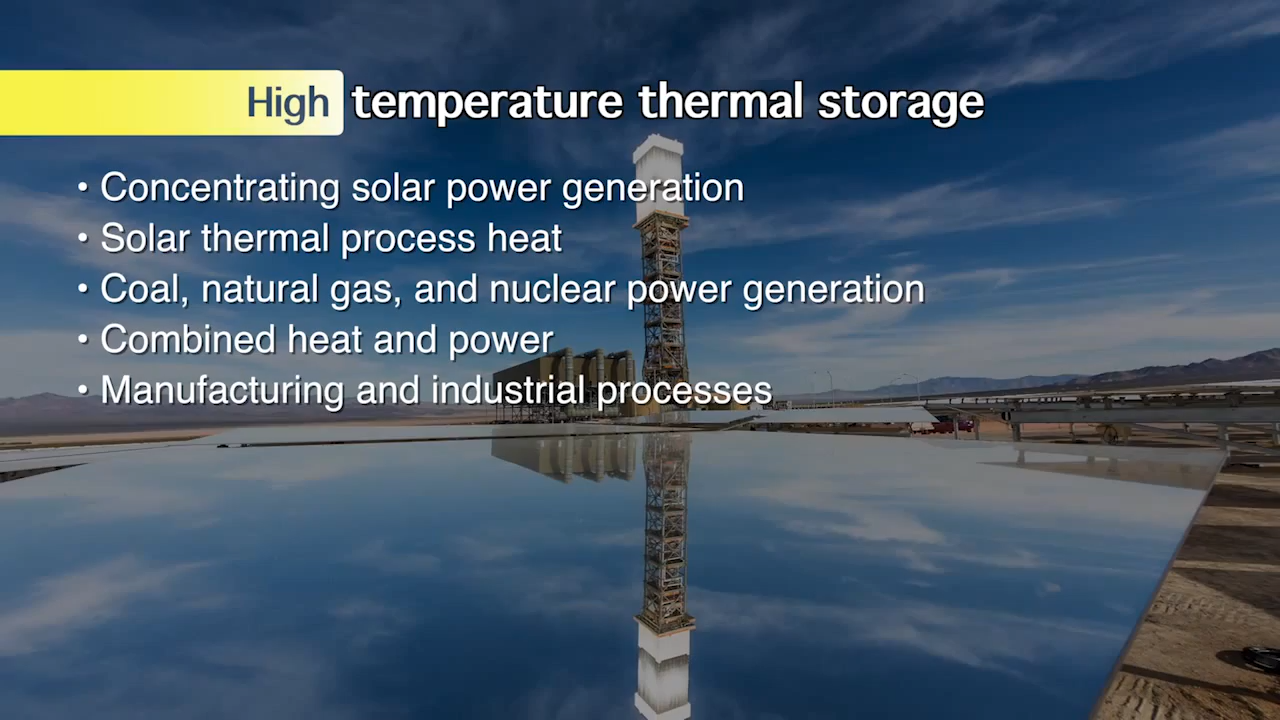 High temperature thermal storage
• Concentrating solar power generation
• Solar thermal process heat
• Coal, natural gas, and nuclear power generation
• Combined heat and power
• Manufacturing and industrial processes